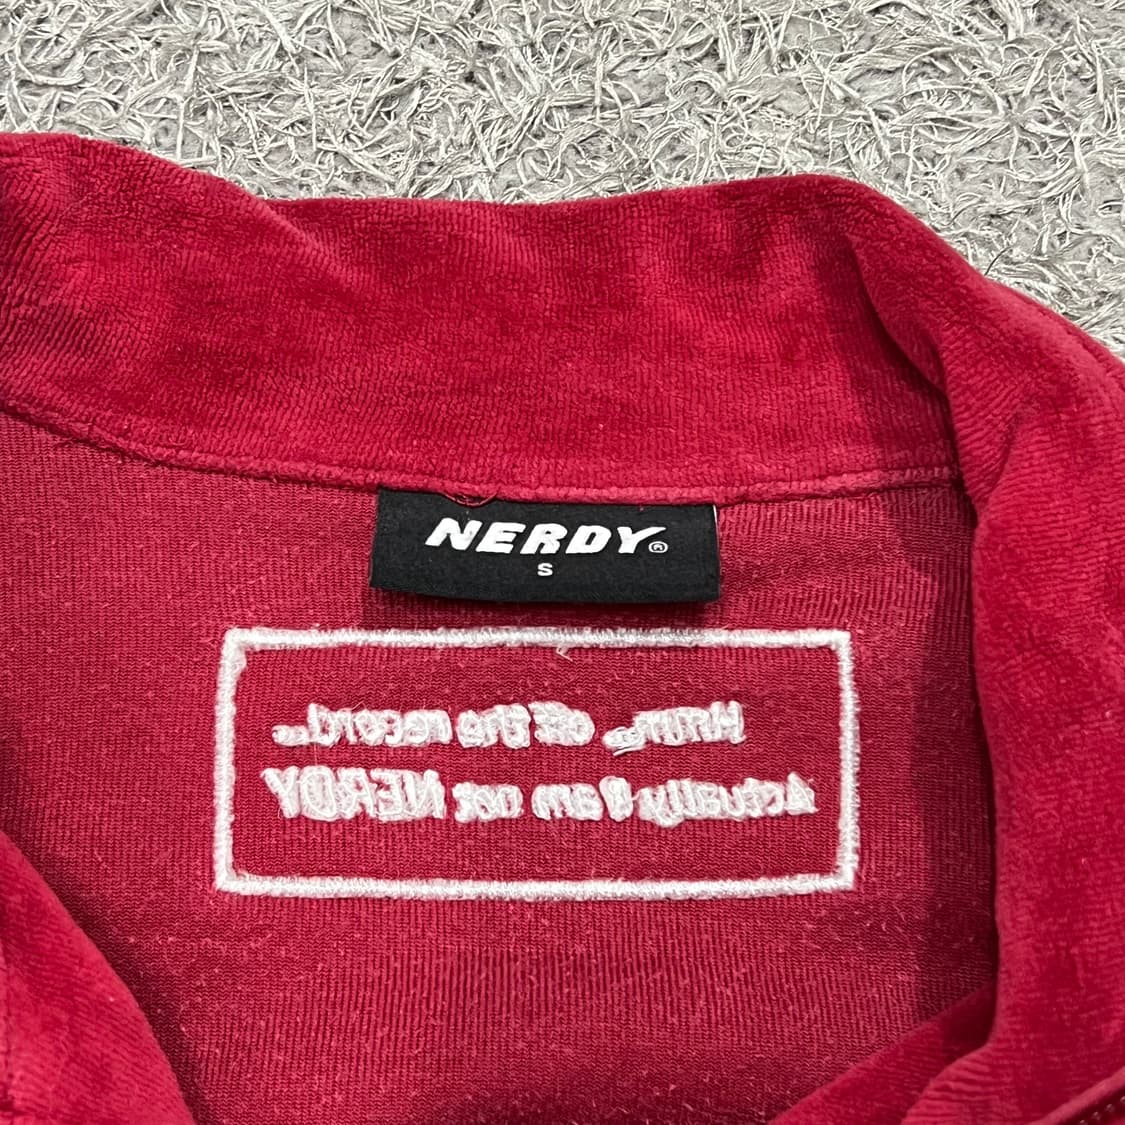 NERDY®
S
Hmm, off the record...
Actually I am not NERDY